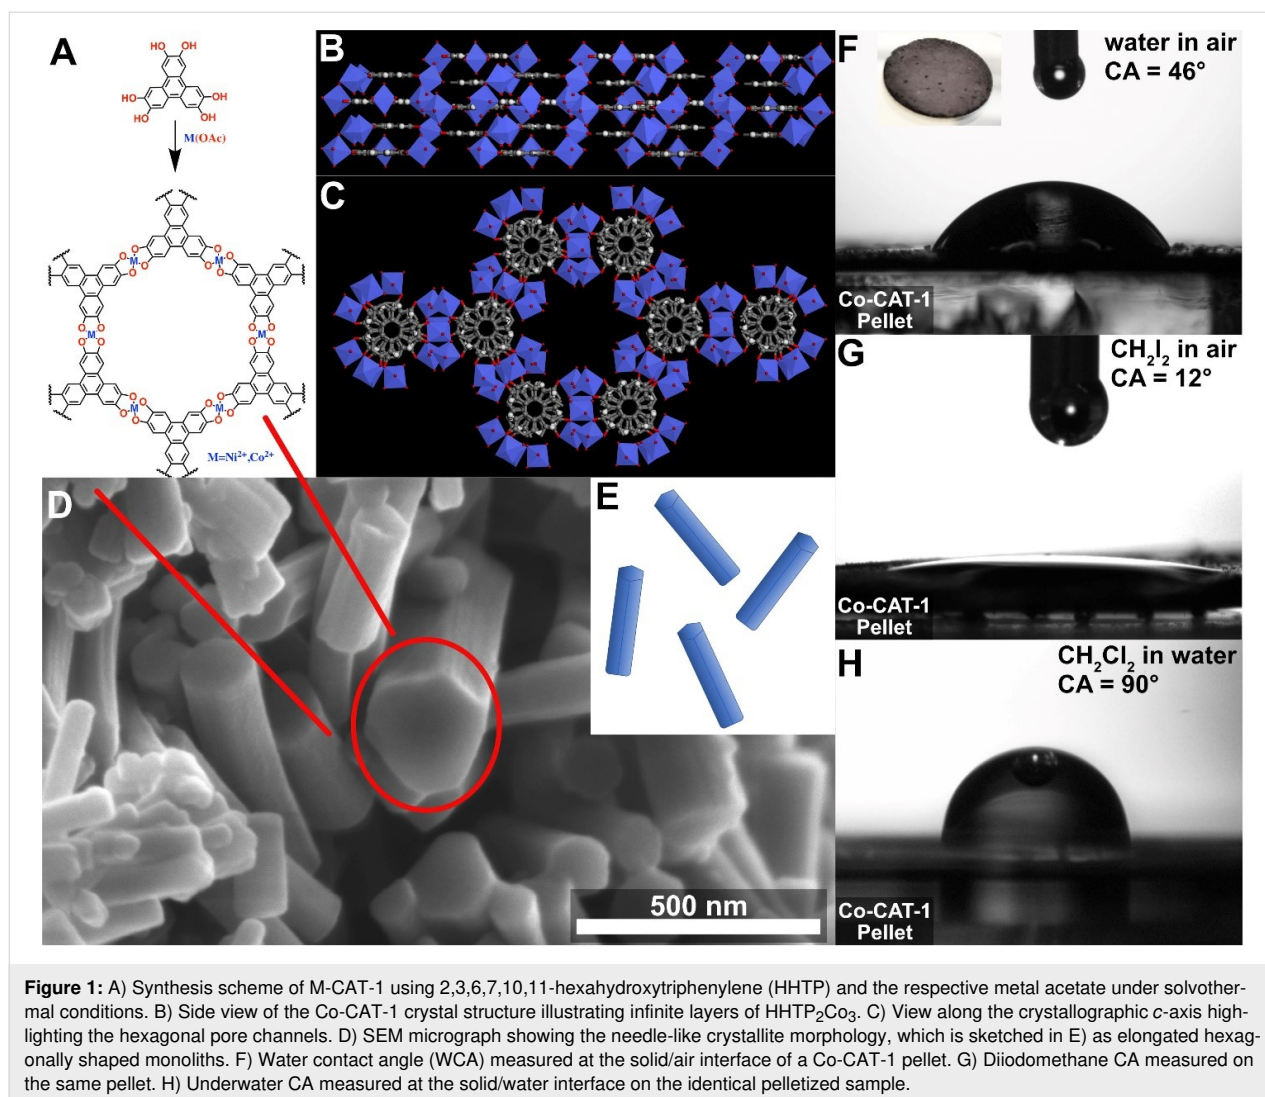 A
HO OH
HO OH
HO OH
M(OAc)
O O O O
M M
O O O O
O O O O
M M
O O O O
O O O O
M M
O O O O
M=Ni²⁺,Co²⁺
B
C
D
500 nm
E
F
water in air
CA = 46°
Co-CAT-1
Pellet
G
CH₂I₂ in air
CA = 12°
Co-CAT-1
Pellet
H
CH₂Cl₂ in water
CA = 90°
Co-CAT-1
Pellet
Figure 1: A) Synthesis scheme of M-CAT-1 using 2,3,6,7,10,11-hexahydroxytriphenylene (HHTP) and the respective metal acetate under solvother-
mal conditions. B) Side view of the Co-CAT-1 crystal structure illustrating infinite layers of HHTP₂Co₃. C) View along the crystallographic c-axis high-
lighting the hexagonal pore channels. D) SEM micrograph showing the needle-like crystallite morphology, which is sketched in E) as elongated hexag-
onally shaped monoliths. F) Water contact angle (WCA) measured at the solid/air interface of a Co-CAT-1 pellet. G) Diiodomethane CA measured on
the same pellet. H) Underwater CA measured at the solid/water interface on the identical pelletized sample.